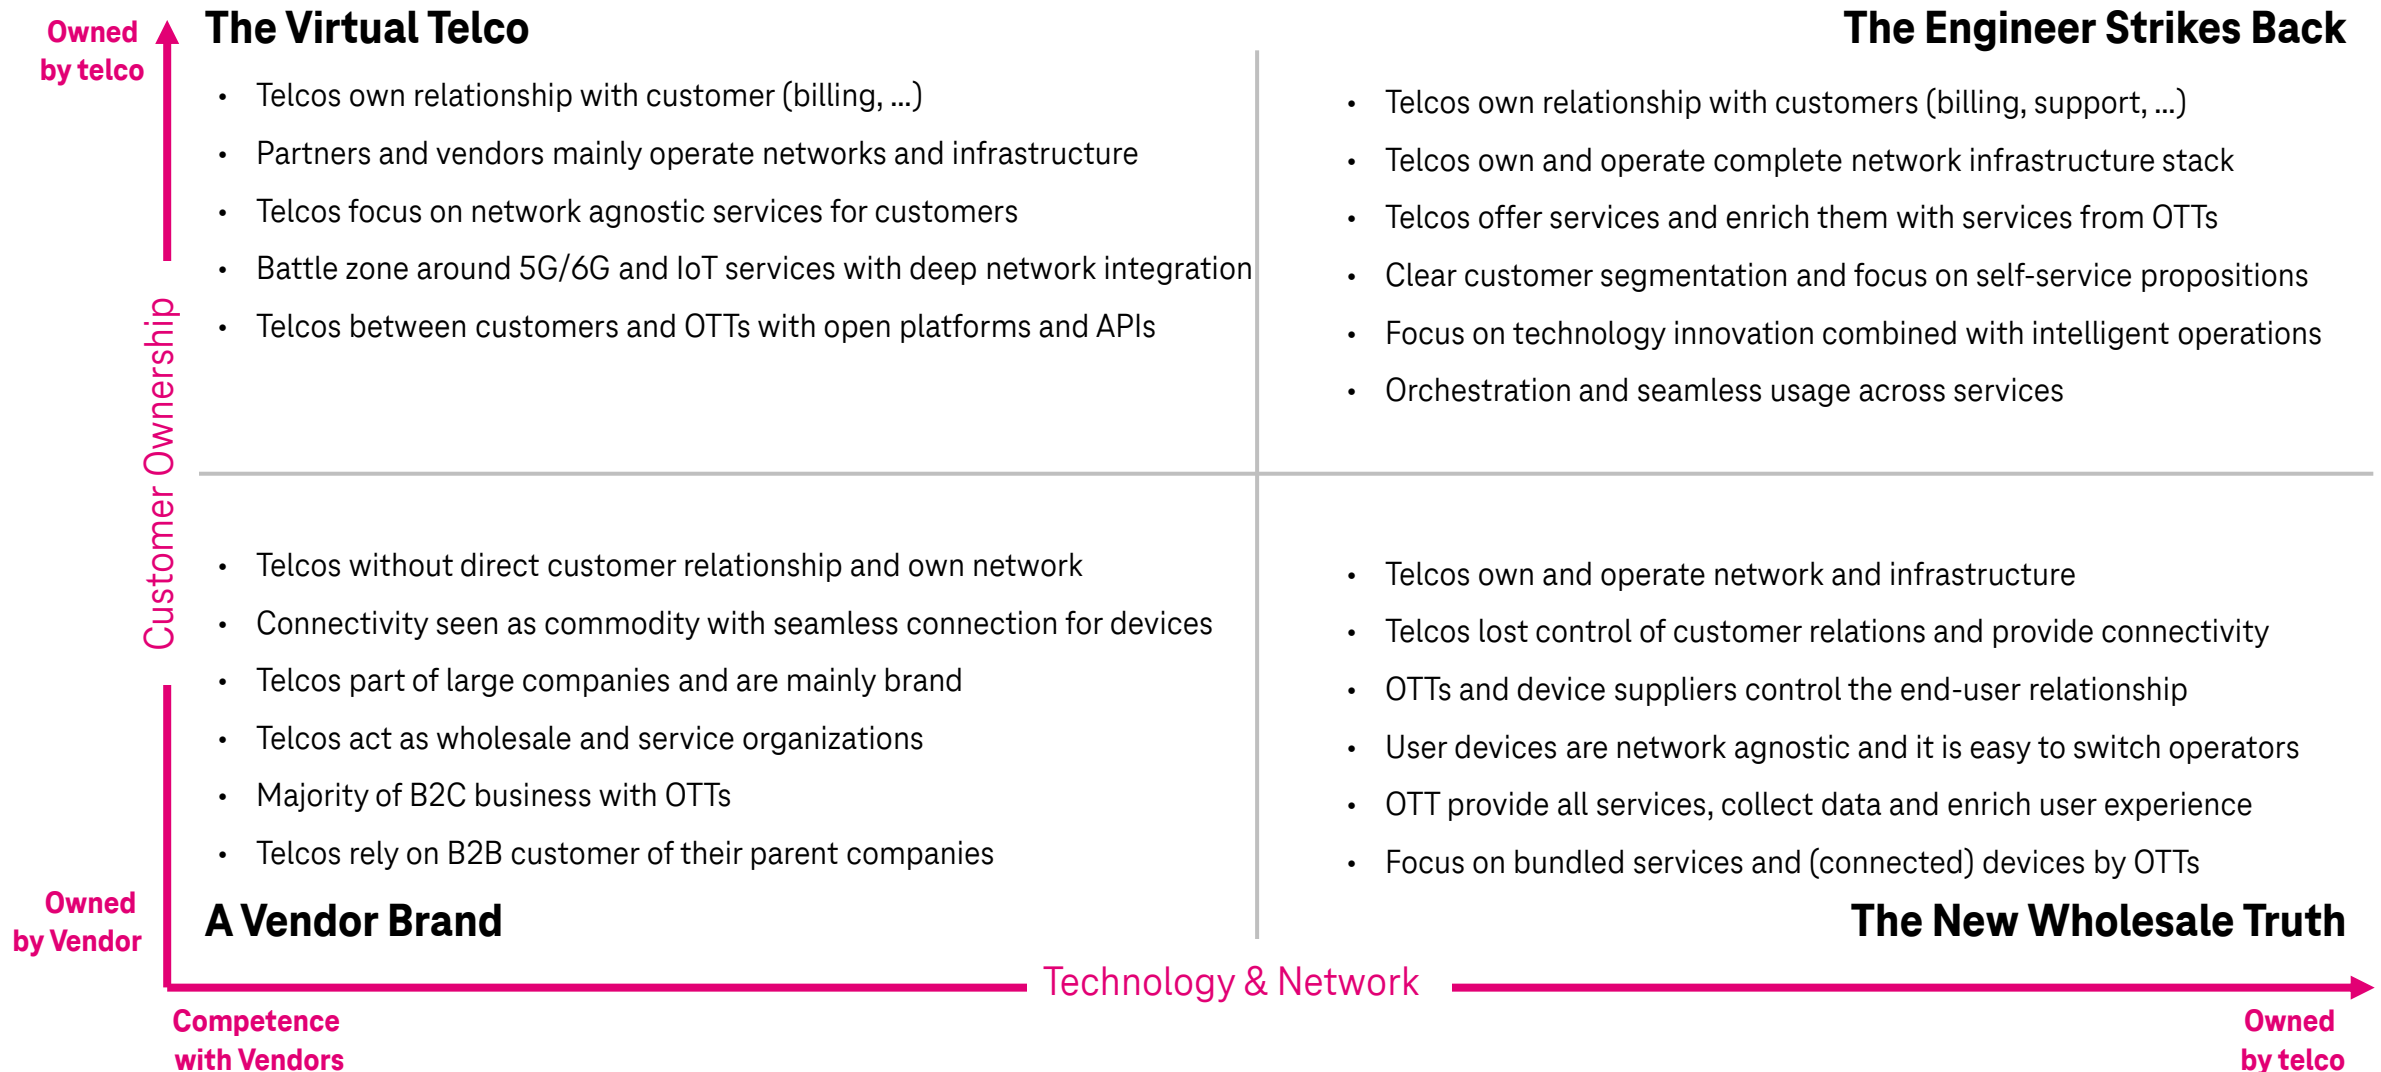 Owned
by telco
The Virtual Telco
• Telcos own relationship with customer (billing, ...)
• Partners and vendors mainly operate networks and infrastructure
• Telcos focus on network agnostic services for customers
• Battle zone around 5G/6G and IoT services with deep network integration
• Telcos between customers and OTTs with open platforms and APIs
The Engineer Strikes Back
• Telcos own relationship with customers (billing, support, ...)
• Telcos own and operate complete network infrastructure stack
• Telcos offer services and enrich them with services from OTTs
• Clear customer segmentation and focus on self-service propositions
• Focus on technology innovation combined with intelligent operations
• Orchestration and seamless usage across services
Customer Ownership
• Telcos without direct customer relationship and own network
• Connectivity seen as commodity with seamless connection for devices
• Telcos part of large companies and are mainly brand
• Telcos act as wholesale and service organizations
• Majority of B2C business with OTTs
• Telcos rely on B2B customer of their parent companies
A Vendor Brand
• Telcos own and operate network and infrastructure
• Telcos lost control of customer relations and provide connectivity
• OTTs and device suppliers control the end-user relationship
• User devices are network agnostic and it is easy to switch operators
• OTT provide all services, collect data and enrich user experience
• Focus on bundled services and (connected) devices by OTTs
The New Wholesale Truth
Owned
by Vendor
Technology & Network
Competence
with Vendors
Owned
by telco